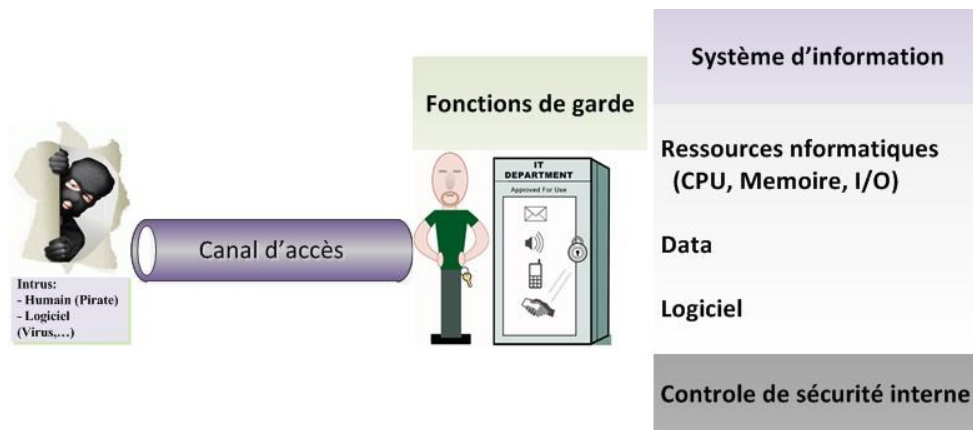 Intrus:
- Humain (Pirate)
- Logiciel
(Virus,...)
Canal d'accès
Fonctions de garde
IT
DEPARTMENT
Approved For Use
Système d'information
Ressources nformatiques
(CPU, Memoire, I/O)
Data
Logiciel
Controle de sécurité interne